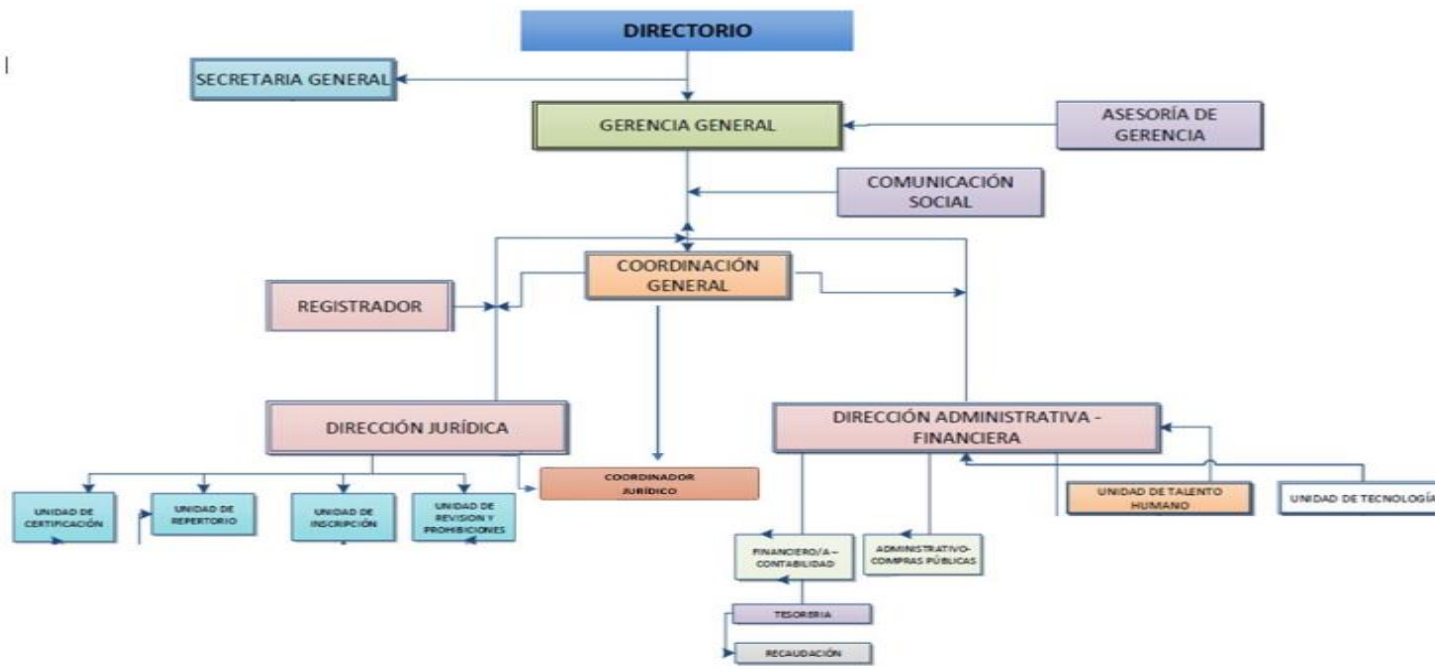 DIRECTORIO
SECRETARIA GENERAL
GERENCIA GENERAL
ASESORÍA DE
GERENCIA
COMUNICACIÓN
SOCIAL
COORDINACIÓN
GENERAL
REGISTRADOR
DIRECCIÓN JURÍDICA
DIRECCIÓN ADMINISTRATIVA -
FINANCIERA
COORDINADOR
JURÍDICO
UNIDAD DE
CERTIFICACIÓN
UNIDAD DE
REPERTORIO
UNIDAD DE
INSCRIPCIÓN
UNIDAD DE
REVISION Y
PROHIBICIONES
UNIDAD DE TALENTO
HUMANO
UNIDAD DE TECNOLOGÍA
FINANCIERO/A –
CONTABILIDAD
ADMINISTRATIVO-
COMPRAS PÚBLICAS
TESORERIA
RECAUDACIÓN